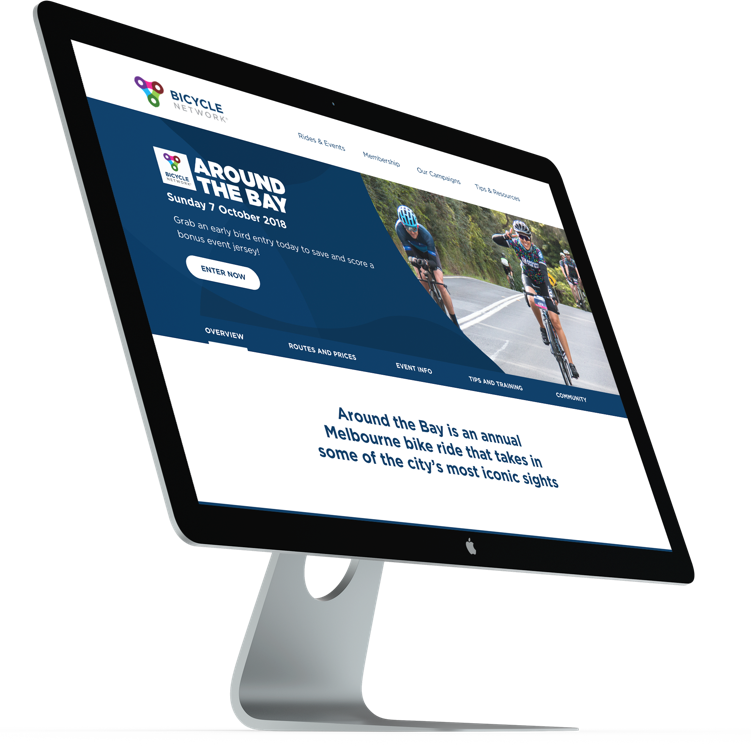 BICYCLE
NETWORK
Rides & Events
Membership
Our Campaigns
Tips & Resources
BICYCLE
NETWORK
AROUND
THE BAY
Sunday 7 October 2018
Grab an early bird entry today to save and score a
bonus event jersey!
ENTER NOW
OVERVIEW
ROUTES AND PRICES
EVENT INFO
TIPS AND TRAINING
COMMUNITY
Around the Bay is an annual
Melbourne bike ride that takes in
some of the city's most iconic sights